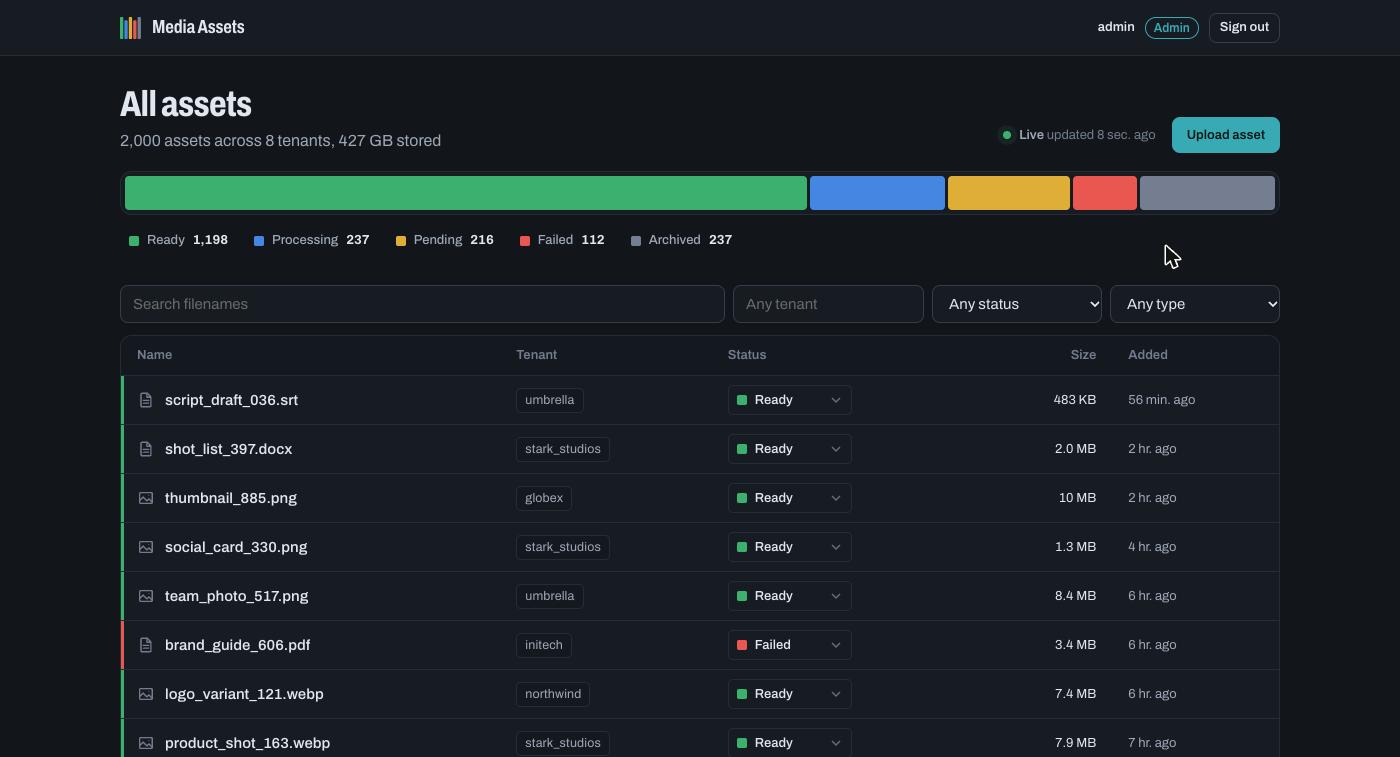 Media Assets
admin Admin Sign out
All assets
2,000 assets across 8 tenants, 427 GB stored
Live updated 8 sec. ago Upload asset
Ready 1,198 Processing 237 Pending 216 Failed 112 Archived 237
Search filenames Any tenant Any status Any type
Name Tenant Status Size Added
script_draft_036.srt umbrella Ready 483 KB 56 min. ago
shot_list_397.docx stark_studios Ready 2.0 MB 2 hr. ago
thumbnail_885.png globex Ready 10 MB 2 hr. ago
social_card_330.png stark_studios Ready 1.3 MB 4 hr. ago
team_photo_517.png umbrella Ready 8.4 MB 6 hr. ago
brand_guide_606.pdf initech Failed 3.4 MB 6 hr. ago
logo_variant_121.webp northwind Ready 7.4 MB 6 hr. ago
product_shot_163.webp stark_studios Ready 7.9 MB 7 hr. ago